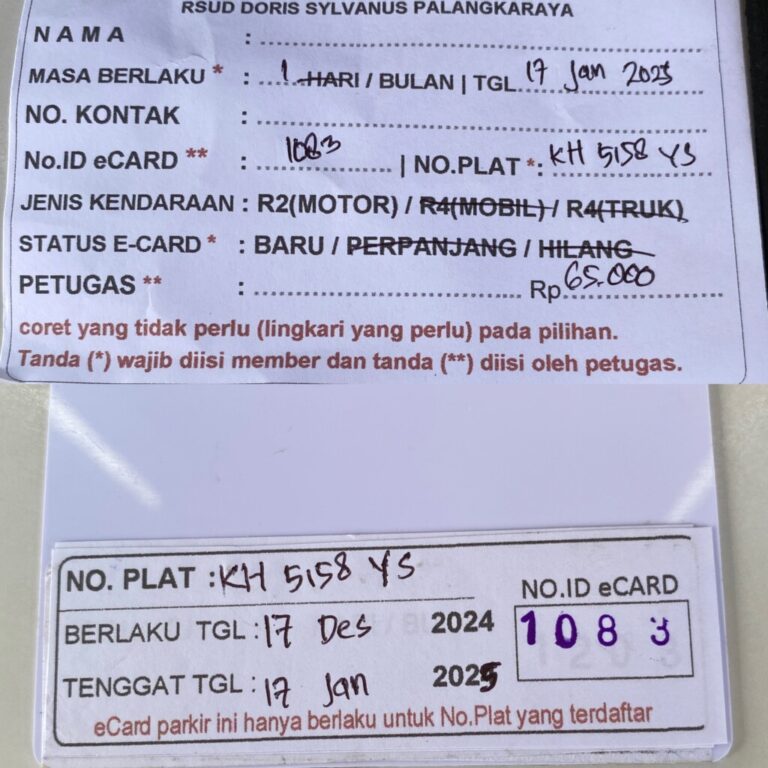 RSUD DORIS SYLVANUS PALANGKARAYA
NAMA : ........................................
MASA BERLAKU * : ....1 HARI / BULAN | TGL 17 Jan 2025
NO. KONTAK : ........................................
No.ID eCARD ** : ....1083.... | NO.PLAT *: KH 5158 YS
JENIS KENDARAAN : R2(MOTOR) / R4(MOBIL) / R4(TRUK)
STATUS E-CARD * : BARU / PERPANJANG / HILANG
PETUGAS ** : ........................ Rp 65.000
coret yang tidak perlu (lingkari yang perlu) pada pilihan.
Tanda (*) wajib diisi member dan tanda (**) diisi oleh petugas.
NO. PLAT : KH 5158 YS
NO.ID eCARD
BERLAKU TGL : 17 Des 2024
1083
TENGGAT TGL : 17 Jan 2025
eCard parkir ini hanya berlaku untuk No.Plat yang terdaftar